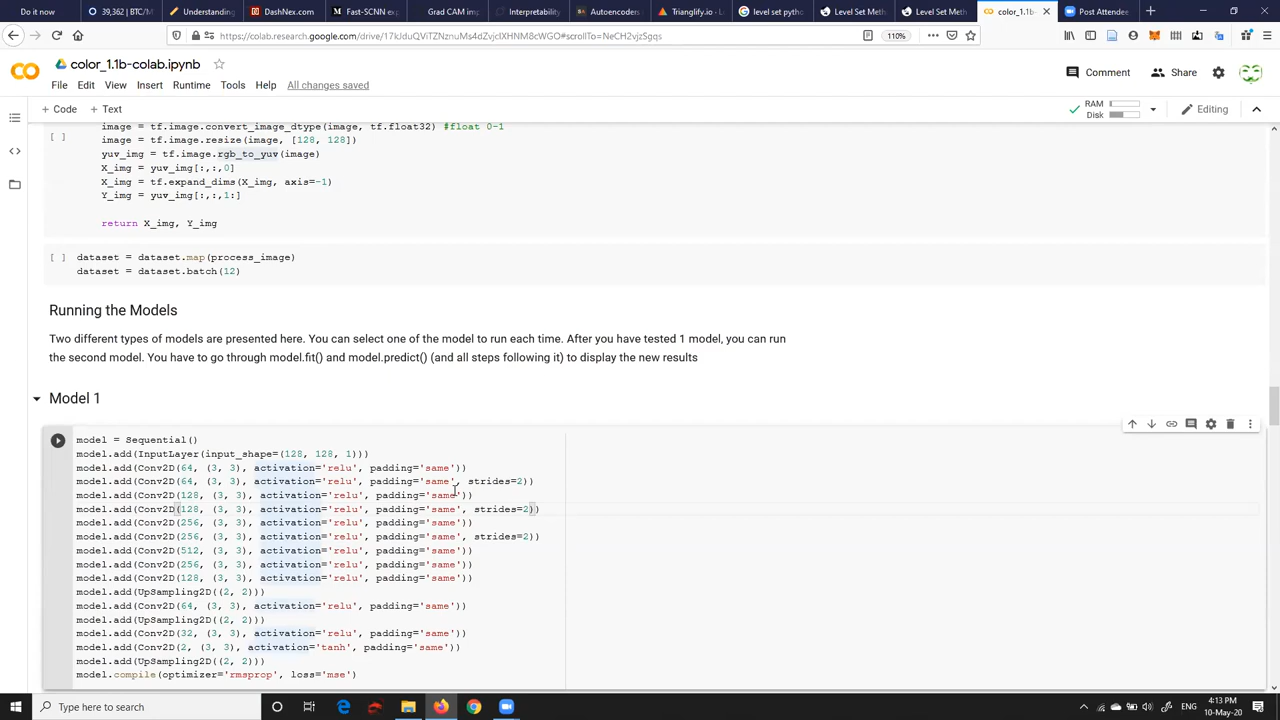 Do it now
39,362 | BTC/M
Understanding
DashNex.com
Fast-SCNN exp
Grad CAM imp
Interpretability
Autoencoders
Trianglify.io - L
level set pytho
Level Set Meth
Level Set Meth
color_1.1b-col
Post Attendee
110%
color_1.1b-colab.ipynb
File Edit View Insert Runtime Tools Help All changes saved
Comment Share
+ Code + Text
RAM
Disk
Editing
image = tf.image.convert_image_dtype(image, tf.float32) #float 0-1
[ ] image = tf.image.resize(image, [128, 128])
yuv_img = tf.image.rgb_to_yuv(image)
X_img = yuv_img[:,:,0]
X_img = tf.expand_dims(X_img, axis=-1)
Y_img = yuv_img[:,:,1:]
return X_img, Y_img
[ ] dataset = dataset.map(process_image)
dataset = dataset.batch(12)
Running the Models
Two different types of models are presented here. You can select one of the model to run each time. After you have tested 1 model, you can run
the second model. You have to go through model.fit() and model.predict() (and all steps following it) to display the new results
Model 1
model = Sequential()
model.add(InputLayer(input_shape=(128, 128, 1)))
model.add(Conv2D(64, (3, 3), activation='relu', padding='same'))
model.add(Conv2D(64, (3, 3), activation='relu', padding='same', strides=2))
model.add(Conv2D(128, (3, 3), activation='relu', padding='same'))
model.add(Conv2D(128, (3, 3), activation='relu', padding='same', strides=2))
model.add(Conv2D(256, (3, 3), activation='relu', padding='same'))
model.add(Conv2D(256, (3, 3), activation='relu', padding='same', strides=2))
model.add(Conv2D(512, (3, 3), activation='relu', padding='same'))
model.add(Conv2D(256, (3, 3), activation='relu', padding='same'))
model.add(Conv2D(128, (3, 3), activation='relu', padding='same'))
model.add(UpSampling2D((2, 2)))
model.add(Conv2D(64, (3, 3), activation='relu', padding='same'))
model.add(UpSampling2D((2, 2)))
model.add(Conv2D(32, (3, 3), activation='relu', padding='same'))
model.add(Conv2D(2, (3, 3), activation='tanh', padding='same'))
model.add(UpSampling2D((2, 2)))
model.compile(optimizer='rmsprop', loss='mse')
Type here to search
4:13 PM
10-May-20